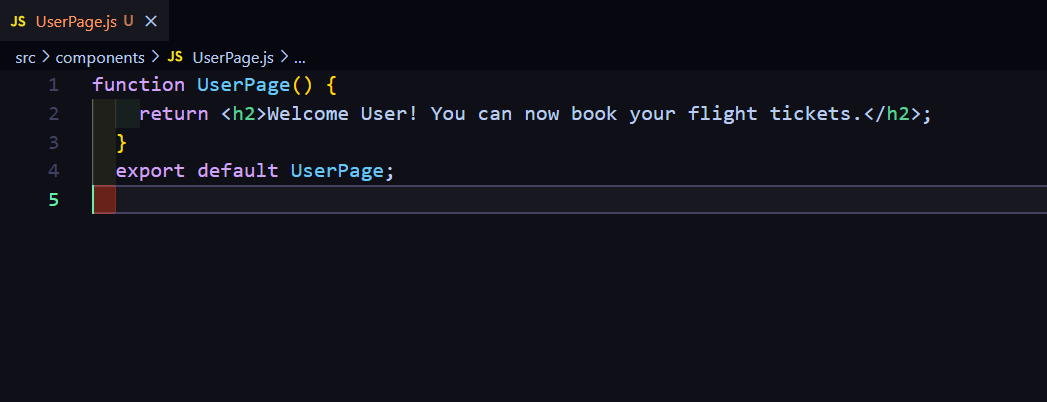 JS UserPage.js U ×
src > components > JS UserPage.js > ...
1 function UserPage() {
2     return <h2>Welcome User! You can now book your flight tickets.</h2>;
3   }
4   export default UserPage;
5